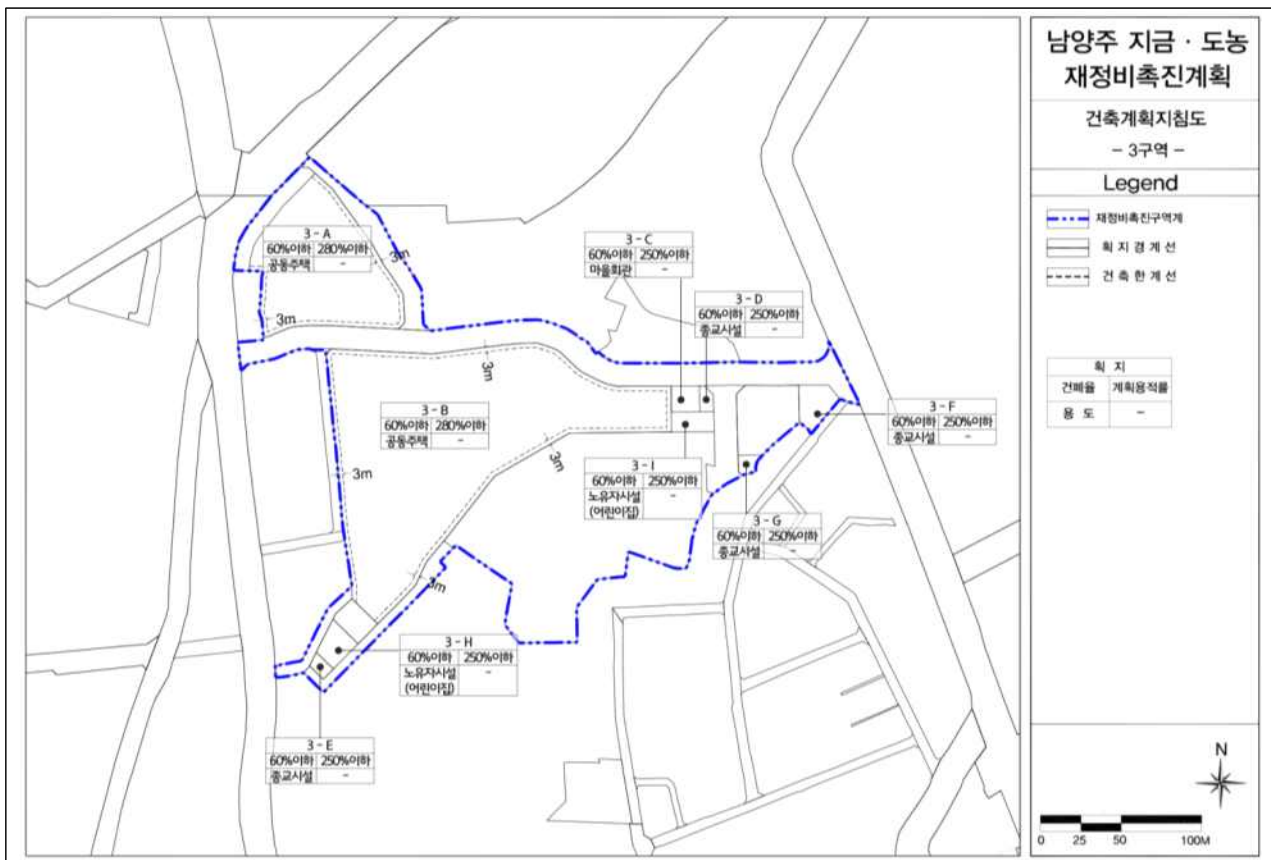 남양주 지금 · 도농
재정비촉진계획
건축계획지침도
- 3구역 -
Legend
재정비촉진구역계
획 지 경 계 선
건 축 한 계 선
획 지
건폐율 계획용적률
용 도 -
N
0 25 50 100M
3 - A
60%이하 280%이하
공동주택 -
3m
3m
3 - C
60%이하 250%이하
마을회관 -
3 - D
60%이하 250%이하
종교시설 -
3m
3 - B
60%이하 280%이하
공동주택 -
3 - F
60%이하 250%이하
종교시설 -
3m
3m
3 - I
60%이하 250%이하
노유자시설 -
(어린이집)
3 - G
60%이하 250%이하
종교시설 -
3m
3 - H
60%이하 250%이하
노유자시설 -
(어린이집)
3 - E
60%이하 250%이하
종교시설 -